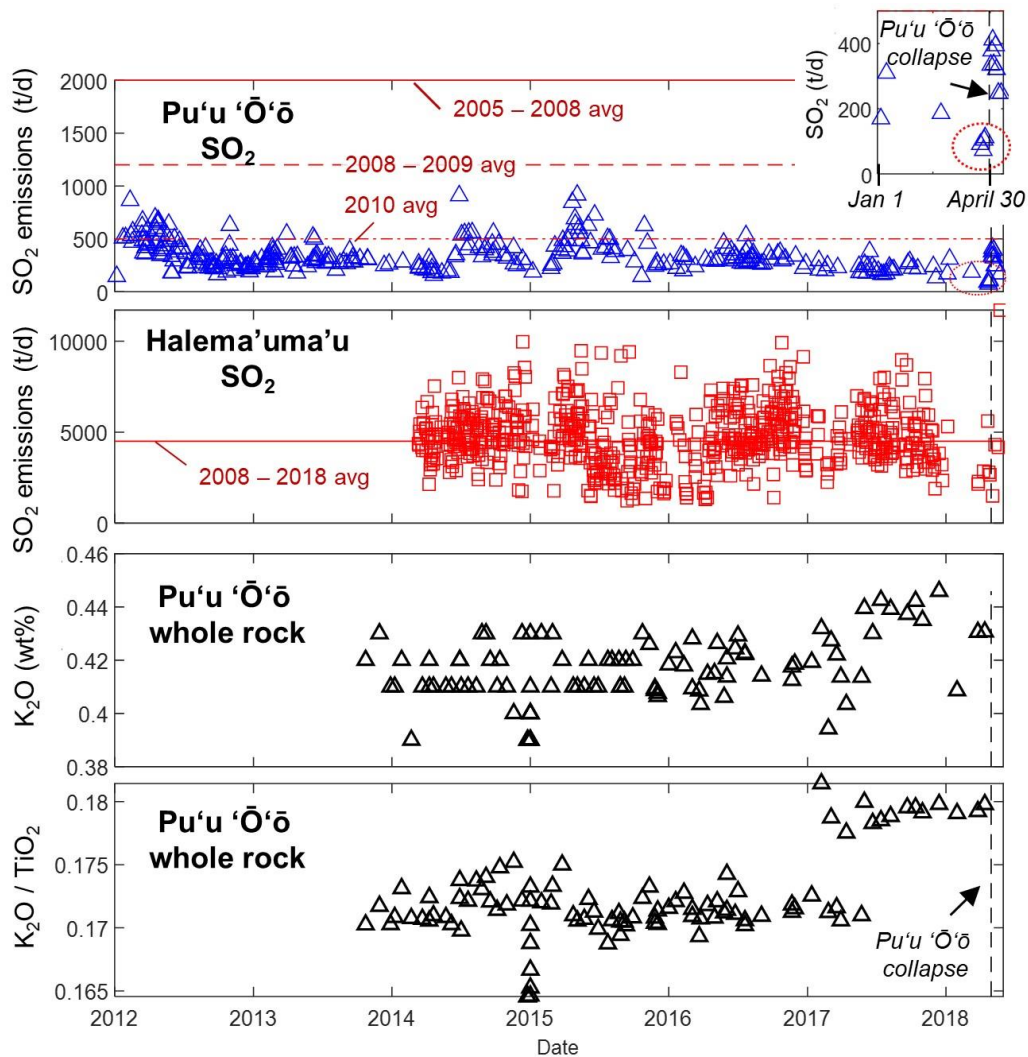 Pu‘u ‘Ō‘ō
collapse
SO2 (t/d)
400
200
0
Jan 1
April 30
SO2 emissions (t/d)
2000
1500
1000
500
0
Pu‘u ‘Ō‘ō
SO2
2005 – 2008 avg
2008 – 2009 avg
2010 avg
SO2 emissions (t/d)
10000
5000
0
Halema’uma’u
SO2
2008 – 2018 avg
K2O (wt%)
0.46
0.44
0.42
0.4
0.38
Pu‘u ‘Ō‘ō
whole rock
K2O / TiO2
0.18
0.175
0.17
0.165
Pu‘u ‘Ō‘ō
whole rock
Pu‘u ‘Ō‘ō
collapse
2012 2013 2014 2015 2016 2017 2018
Date